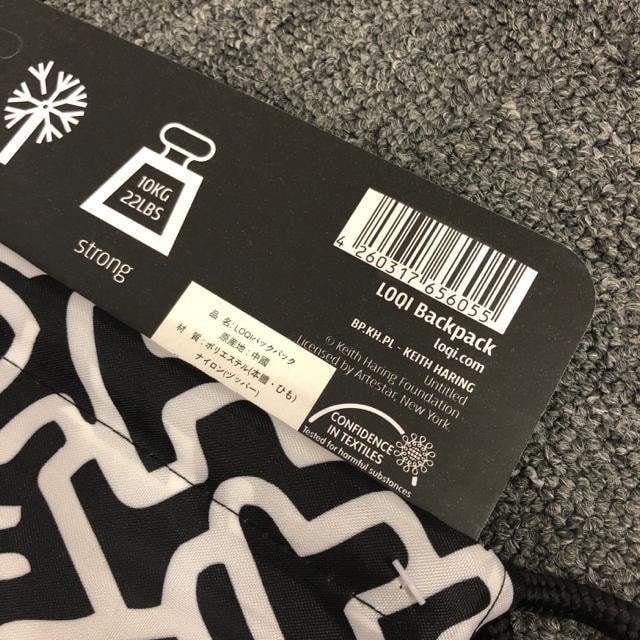 10KG
22LBS
strong
4 260317 656055
LOQI Backpack
loqi.com
BP.KH.PL - KEITH HARING
Untitled
© Keith Haring Foundation
Licensed by Artestar, New York.
CONFIDENCE
IN TEXTILES
Tested for harmful substances
品 名:LOQIバックパック
原産地:中國
材 質:ポリエステル(本体・ひも)
ナイロン(ヅッパー)